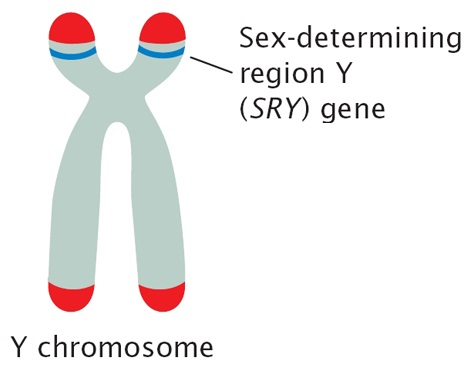 Sex-determining
region Y
(SRY) gene
Y chromosome